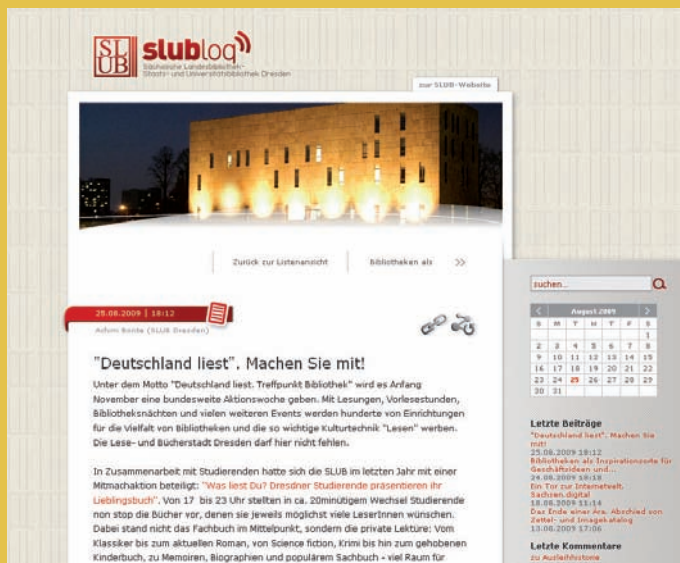 SLUB
slubloq
Sächsische Landesbibliothek-
Staats- und Universitätsbibliothek Dresden
zur SLUB-Website
Zurück zur Listenansicht
Bibliotheken als >>
25.08.2009 | 18:12
Achim Bonte (SLUB Dresden)
"Deutschland liest". Machen Sie mit!
Unter dem Motto "Deutschland liest. Treffpunkt Bibliothek" wird es Anfang
November eine bundesweite Aktionswoche geben. Mit Lesungen, Vorlesestunden,
Bibliotheksnächten und vielen weiteren Events werden hunderte von Einrichtungen
für die Vielfalt von Bibliotheken und die so wichtige Kulturtechnik "Lesen" werben.
Die Lese- und Bücherstadt Dresden darf hier nicht fehlen.
In Zusammenarbeit mit Studierenden hatte sich die SLUB im letzten Jahr mit einer
Mitmachaktion beteiligt: "Was liest Du? Dresdner Studierende präsentieren ihr
Lieblingsbuch". Von 17 bis 23 Uhr stellten in ca. 20minütigem Wechsel Studierende
non stop die Bücher vor, denen sie jeweils möglichst viele LeserInnen wünschen.
Dabei stand nicht das Fachbuch im Mittelpunkt, sondern die private Lektüre: Vom
Klassiker bis zum aktuellen Roman, von Science fiction, Krimi bis hin zum gehobenen
Kinderbuch, zu Memoiren, Biographien und populärem Sachbuch - viel Raum für
suchen...
< August 2009 >
S M T W T F S
1
2 3 4 5 6 7 8
9 10 11 12 13 14 15
16 17 18 19 20 21 22
23 24 25 26 27 28 29
30 31
Letzte Beiträge
"Deutschland liest". Machen Sie
mit!
25.08.2009 18:12
Bibliotheken als Inspirationsorte für
Geschäftsideen und...
24.08.2009 18:18
Ein Tor zur Internetwelt.
Sachsen.digital
18.08.2009 11:14
Das Ende einer Ära. Abschied von
Zettel- und Imagekatalog
13.08.2009 17:06
Letzte Kommentare
zu Ausleihhistorie